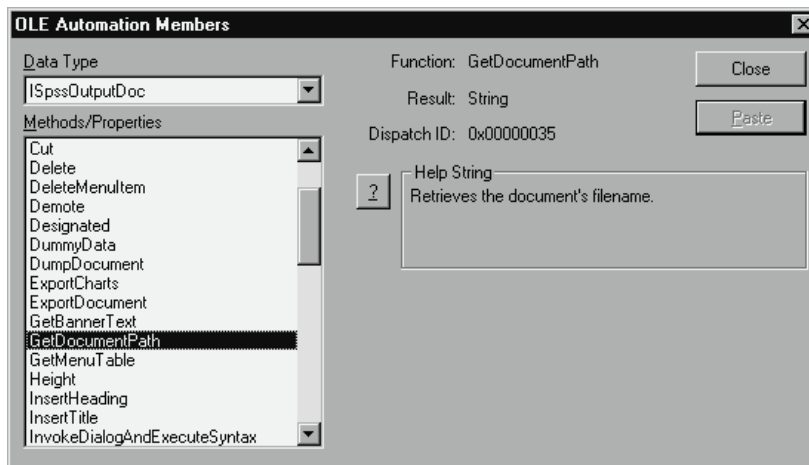 OLE Automation Members
Data Type
ISpssOutputDoc
Methods/Properties
Cut
Delete
DeleteMenuItem
Demote
Designated
DummyData
DumpDocument
ExportCharts
ExportDocument
GetBannerText
GetDocumentPath
GetMenuTable
Height
InsertHeading
InsertTitle
InvokeDialogAndExecuteSyntax
Function: GetDocumentPath
Result: String
Dispatch ID: 0x00000035
?
Help String
Retrieves the document's filename.
Close
Paste